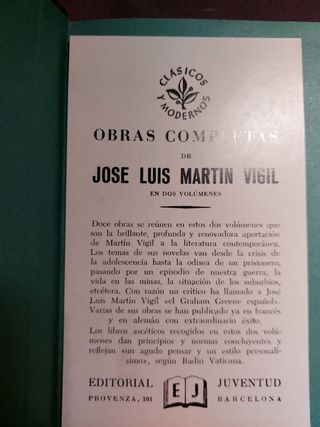 CLASICOS
Y MODERNOS
OBRAS COMPLETAS
DE
JOSE LUIS MARTIN VIGIL
EN DOS VOLÚMENES
Doce obras se reúnen en estos dos volúmenes que
son la brillante, profunda y renovadora aportación
de Martín Vigil a la literatura contemporánea.
Los temas de sus novelas van desde la crisis de
la adolescencia hasta la odisea de un prisionero,
pasando por un episodio de nuestra guerra, la
vida en las minas, la situación de los suburbios,
etcétera. Con razón un crítico ha llamado a José
Luis Martín Vigil «el Graham Greene español».
Varias de sus obras se han publicado ya en francés
y en alemán con extraordinario éxito.
Los libros ascéticos recogidos en estos dos volú-
menes dan principios y normas concluyentes y
reflejan «un agudo pensar y un estilo personalí-
simo», según Radio Vaticana.
EDITORIAL EJ JUVENTUD
PROVENZA, 101 BARCELONA